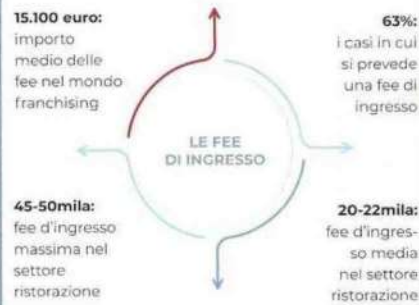 15.100 euro:
importo
medio delle
fee nel mondo
franchising
63%:
i casi in cui
si prevede
una fee di
ingresso
LE FEE
DI INGRESSO
45-50mila:
fee d'ingresso
massima nel
settore
ristorazione
20-22mila:
fee d'ingres-
so media
nel settore
ristorazione